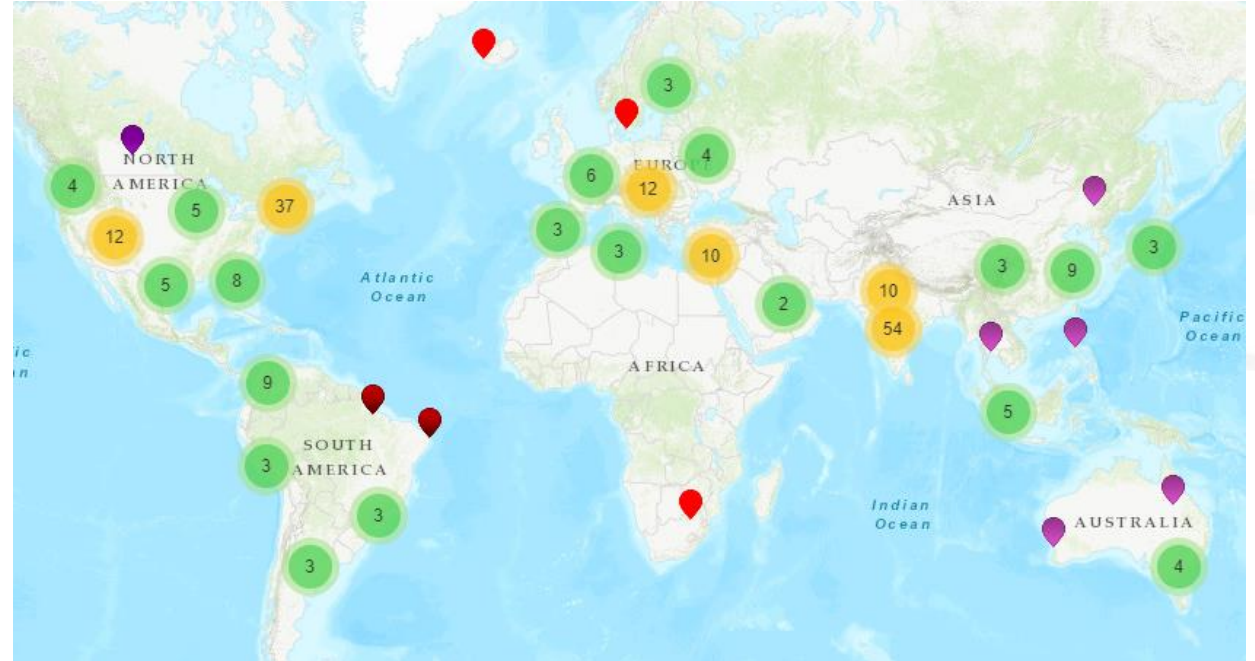 3
NORTH
AMERICA
4
5
37
12
5
8
Atlantic
Ocean
EUROPE
4
6
12
3
3
10
2
ASIA
3
3
9
10
54
Pacific
Ocean
ic
n
AFRICA
9
SOUTH
AMERICA
3
3
3
5
Indian
Ocean
AUSTRALIA
4